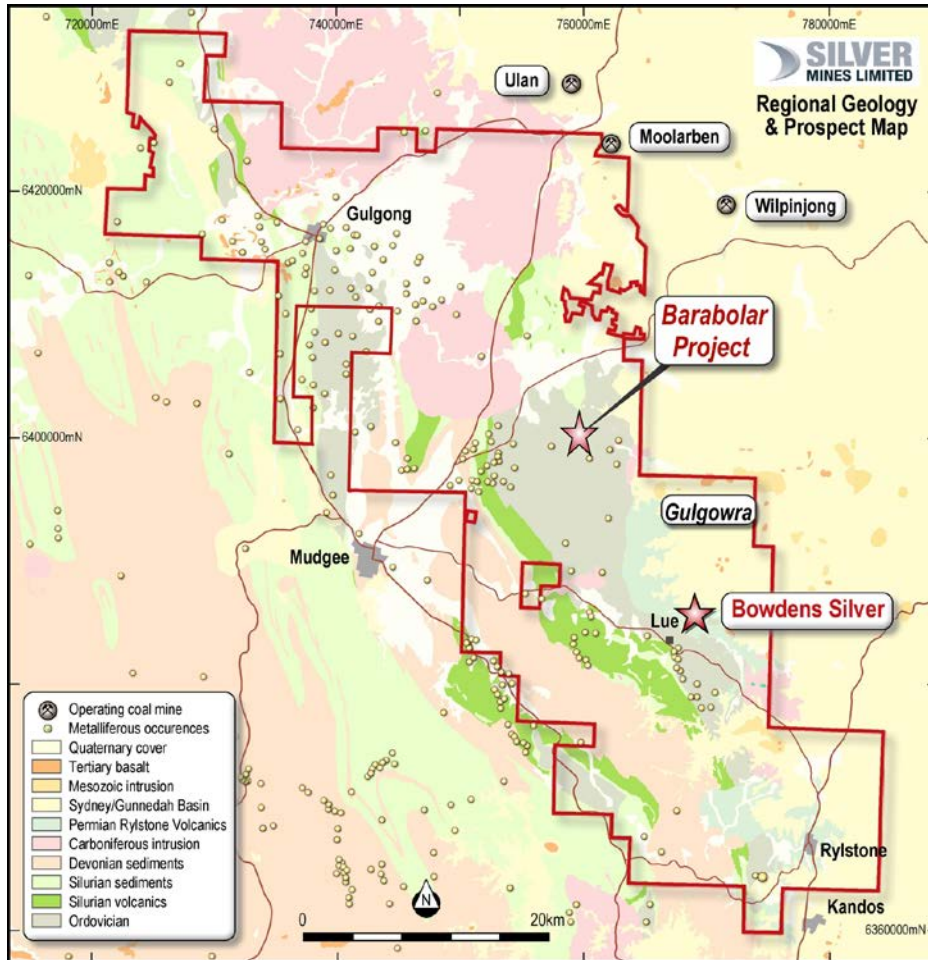 720000mE
740000mE
760000mE
780000mE
SILVER
MINES LIMITED
Regional Geology
& Prospect Map
Ulan
Moolarben
Wilpinjong
6420000mN
Gulgong
Barabolar
Project
6400000mN
Gulgowra
Mudgee
Lue
Bowdens Silver
Operating coal mine
Metalliferous occurences
Quaternary cover
Tertiary basalt
Mesozoic intrusion
Sydney/Gunnedah Basin
Permian Rylstone Volcanics
Carboniferous intrusion
Devonian sediments
Silurian sediments
Silurian volcanics
Ordovician
N
0
20km
Rylstone
Kandos
6360000mN